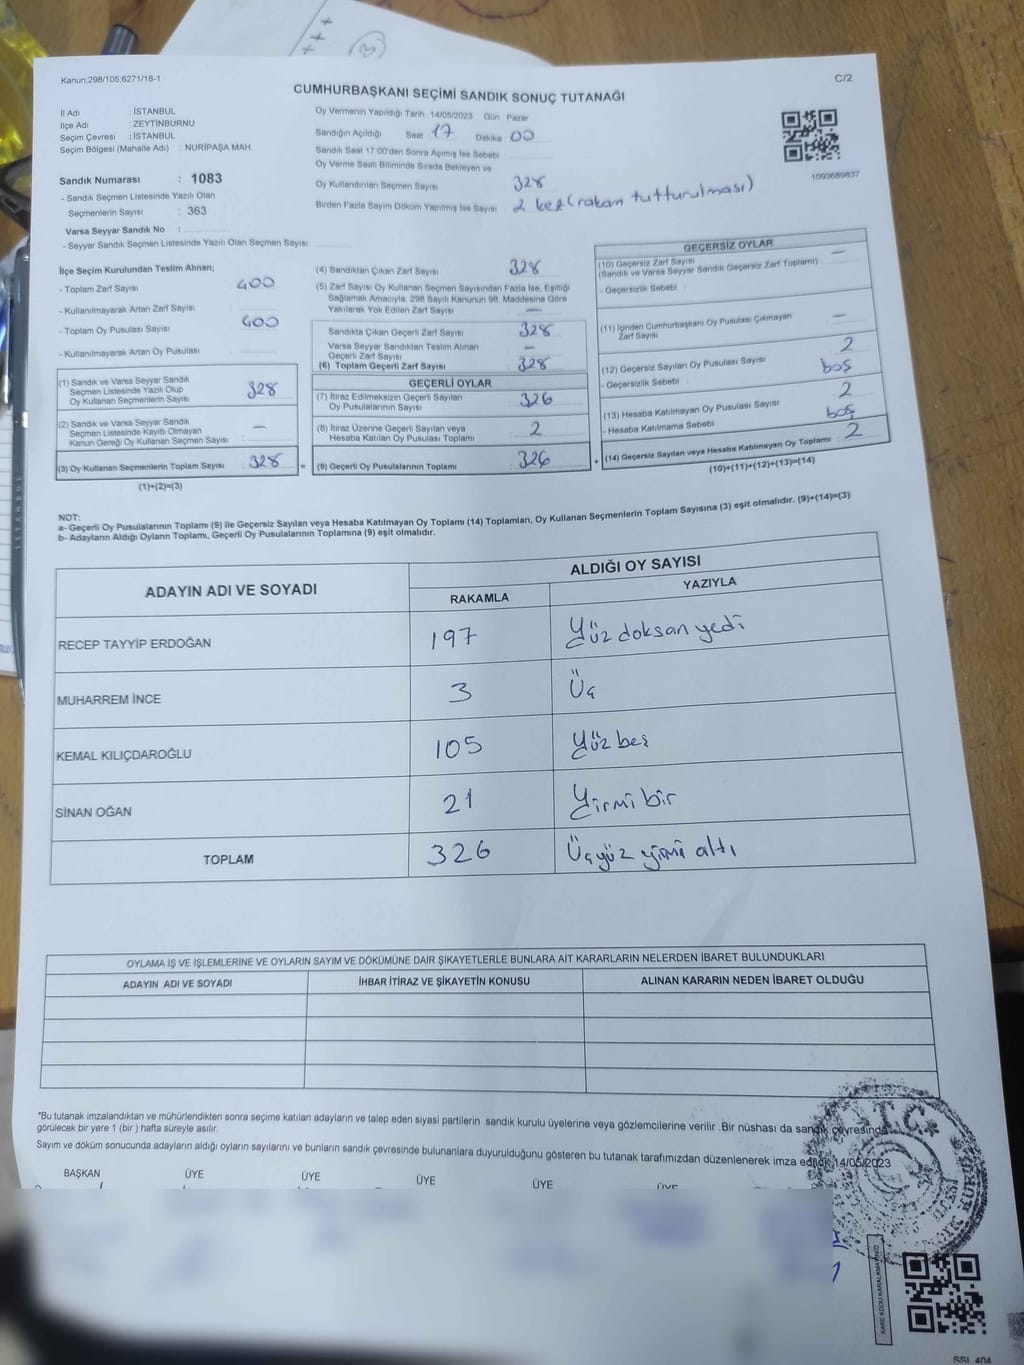 Kanun:298/105;6271/18-1
C/2
CUMHURBAŞKANI SEÇİMİ SANDIK SONUÇ TUTANAĞI
İl Adı : İSTANBUL
İlçe Adı : ZEYTİNBURNU
Seçim Çevresi : İSTANBUL
Seçim Bölgesi (Mahalle Adı) : NURİPAŞA MAH.
Sandık Numarası : 1083
- Sandık Seçmen Listesinde Yazılı Olan
Seçmenlerin Sayısı : 363
Varsa Seyyar Sandık No :
- Seyyar Sandık Seçmen Listesinde Yazılı Olan Seçmen Sayısı
Oy Vermenin Yapıldığı Tarih 14/05/2023 Gün Pazar
Sandığın Açıldığı Saat 17 Dakika 00
Sandık Saat 17:00'den Sonra Açımış İse Sebebi
Oy Verme Saati Bitiminde Sırada Bekleyen ve
Oy Kullandırılan Seçmen Sayısı 328
Birden Fazla Sayım Döküm Yapılmış İse Sayısı 2 kez (rakam tutturulması)
1093689837
İlçe Seçim Kurulundan Teslim Alınan;
- Toplam Zarf Sayısı : 400
- Kullanılmayarak Artan Zarf Sayısı :
- Toplam Oy Pusulası Sayısı : 400
- Kullanılmayarak Artan Oy Pusulası :
(1) Sandık ve Varsa Seyyar Sandık
Seçmen Listesinde Yazılı Olup
Oy Kullanan Seçmenlerin Sayısı : 328
(2) Sandık ve Varsa Seyyar Sandık
Seçmen Listesinde Kayıtlı Olmayan
Kanun Gereği Oy Kullanan Seçmen Sayısı : –
(3) Oy Kullanan Seçmenlerin Toplam Sayısı : 328
(1)+(2)=(3)
(4) Sandıktan Çıkan Zarf Sayısı 328
(5) Zarf Sayısı Oy Kullanan Seçmen Sayısından Fazla İse, Eşitliği
Sağlamak Amacıyla, 298 Sayılı Kanunun 98. Maddesine Göre
Yakılarak Yok Edilen Zarf Sayısı –
Sandıkta Çıkan Geçerli Zarf Sayısı 328
Varsa Seyyar Sandıktan Teslim Alınan
Geçerli Zarf Sayısı –
(6) Toplam Geçerli Zarf Sayısı : 328
GEÇERLİ OYLAR
(7) İtiraz Edilmeksizin Geçerli Sayılan
Oy Pusulalarının Sayısı : 326
(8) İtiraz Üzerine Geçerli Sayılan veya
Hesaba Katılan Oy Pusulası Toplamı : 2
= (9) Geçerli Oy Pusulalarının Toplamı : 326
GEÇERSİZ OYLAR
(10) Geçersiz Zarf Sayısı –
(Sandık ve Varsa Seyyar Sandık Geçersiz Zarf Toplamı)
- Geçersizlik Sebebi :
(11) İçinden Cumhurbaşkanı Oy Pusulası Çıkmayan
Zarf Sayısı –
(12) Geçersiz Sayılan Oy Pusulası Sayısı 2
- Geçersizlik Sebebi : boş
(13) Hesaba Katılmayan Oy Pusulası Sayısı 2
- Hesaba Katılmama Sebebi : boş
+ (14) Geçersiz Sayılan veya Hesaba Katılmayan Oy Toplamı : 2
(10)+(11)+(12)+(13)=(14)
NOT:
a- Geçerli Oy Pusulalarının Toplamı (9) ile Geçersiz Sayılan veya Hesaba Katılmayan Oy Toplamı (14) Toplamları, Oy Kullanan Seçmenlerin Toplam Sayısına (3) eşit olmalıdır. (9)+(14)=(3)
b- Adayların Aldığı Oyların Toplamı, Geçerli Oy Pusulalarının Toplamına (9) eşit olmalıdır.
ADAYIN ADI VE SOYADI
ALDIĞI OY SAYISI
RAKAMLA YAZIYLA
RECEP TAYYİP ERDOĞAN 197 Yüz doksan yedi
MUHARREM İNCE 3 Üç
KEMAL KILIÇDAROĞLU 105 Yüz beş
SİNAN OĞAN 21 Yirmi bir
TOPLAM 326 Üçyüz yirmi altı
OYLAMA İŞ VE İŞLEMLERİNE VE OYLARIN SAYIM VE DÖKÜMÜNE DAİR ŞİKAYETLERLE BUNLARA AİT KARARLARIN NELERDEN İBARET BULUNDUKLARI
ADAYIN ADI VE SOYADI İHBAR İTİRAZ VE ŞİKAYETİN KONUSU ALINAN KARARIN NEDEN İBARET OLDUĞU
*Bu tutanak imzalandıktan ve mühürlendikten sonra seçime katılan adayların ve talep eden siyasi partilerin sandık kurulu üyelerine veya gözlemcilerine verilir .Bir nüshası da sandık çevresinde
görülecek bir yere 1 (bir ) hafta süreyle asılır.
Sayım ve döküm sonucunda adayların aldığı oyların sayılarını ve bunların sandık çevresinde bulunanlara duyurulduğunu gösteren bu tutanak tarafımızdan düzenlenerek imza edildi. 14/05/2023
BAŞKAN ÜYE ÜYE ÜYE ÜYE ÜYE
KARE KODU KARALAMAYINIZ!